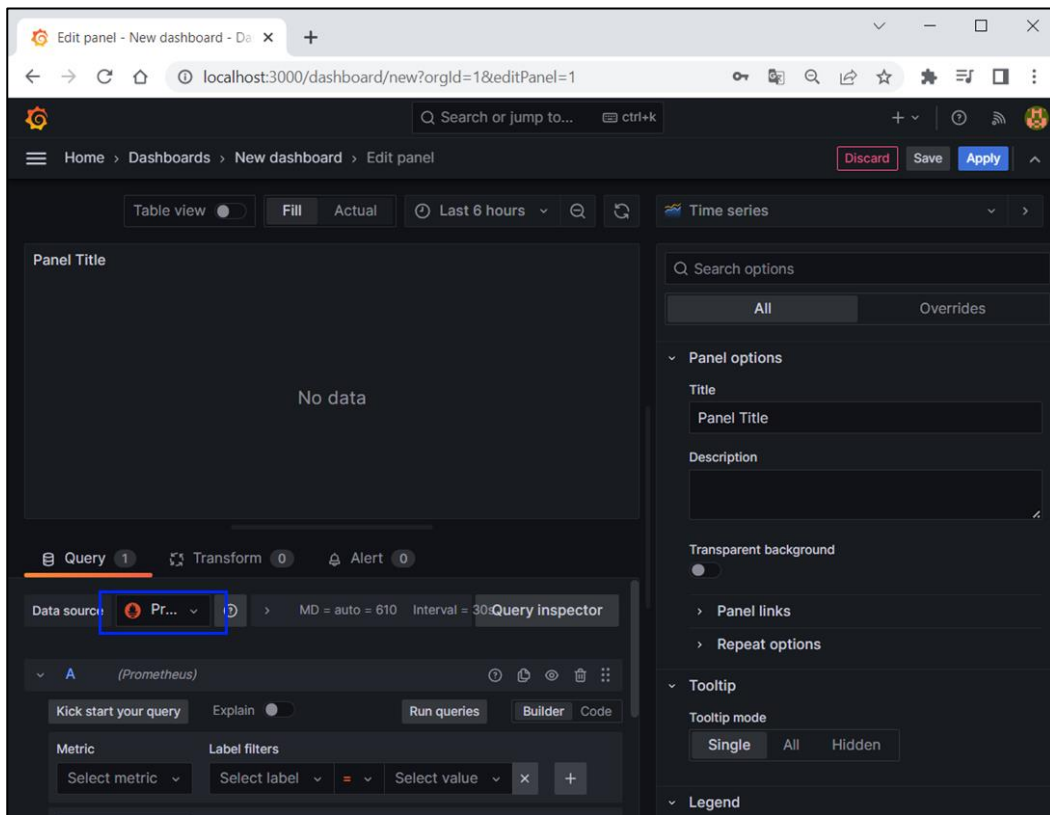 Edit panel - New dashboard - Da
localhost:3000/dashboard/new?orgId=1&editPanel=1
Search or jump to... ctrl+k
Home › Dashboards › New dashboard › Edit panel Discard Save Apply
Table view Fill Actual Last 6 hours Time series
Panel Title
No data
Search options
All Overrides
Panel options
Title
Panel Title
Description
Transparent background
Panel links
Repeat options
Tooltip
Tooltip mode
Single All Hidden
Legend
Query 1 Transform 0 Alert 0
Data source Pr... MD = auto = 610 Interval = 30s Query inspector
A (Prometheus)
Kick start your query Explain Run queries Builder Code
Metric Label filters
Select metric Select label = Select value